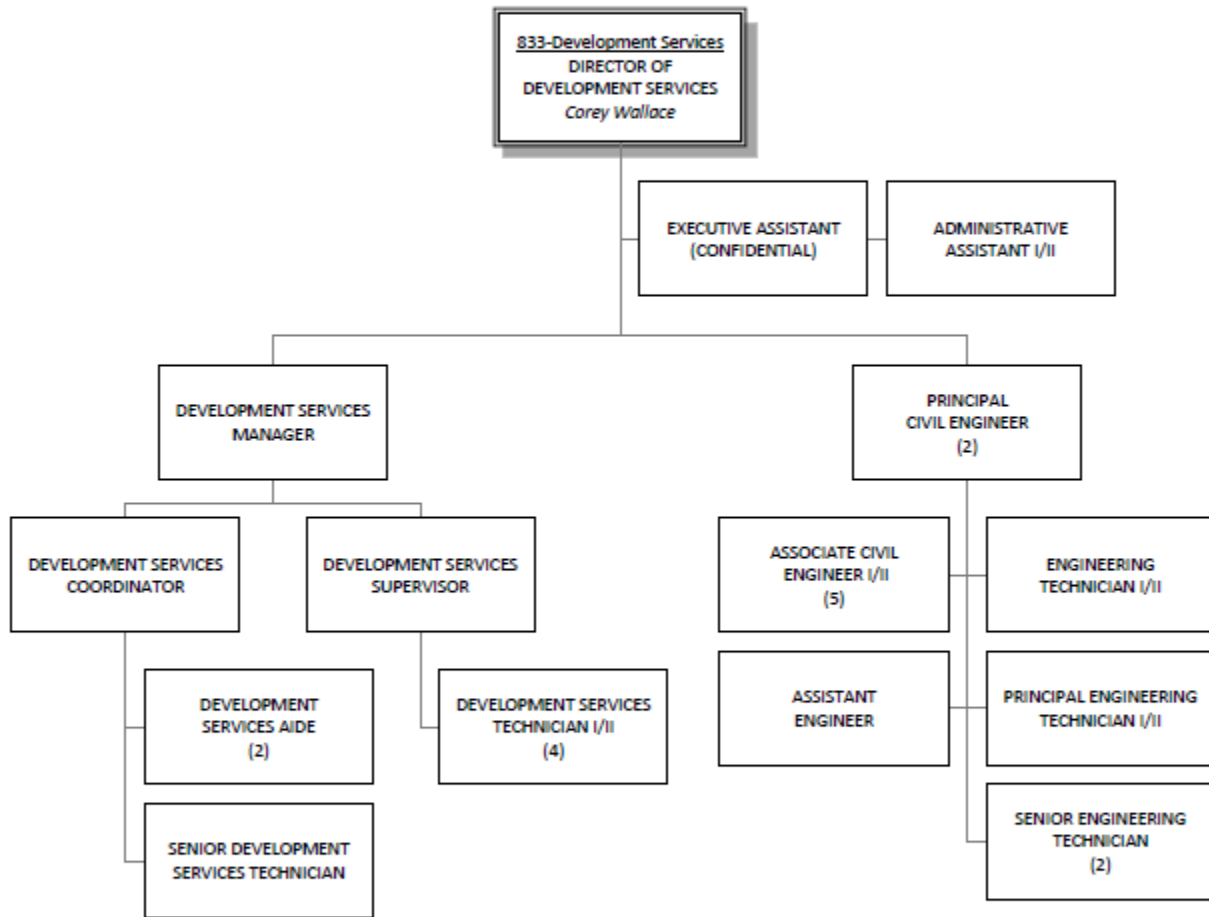 833-Development Services
DIRECTOR OF
DEVELOPMENT SERVICES
Corey Wallace
EXECUTIVE ASSISTANT
(CONFIDENTIAL)
ADMINISTRATIVE
ASSISTANT I/II
DEVELOPMENT SERVICES
MANAGER
PRINCIPAL
CIVIL ENGINEER
(2)
DEVELOPMENT SERVICES
COORDINATOR
DEVELOPMENT SERVICES
SUPERVISOR
ASSOCIATE CIVIL
ENGINEER I/II
(5)
ENGINEERING
TECHNICIAN I/II
DEVELOPMENT
SERVICES AIDE
(2)
DEVELOPMENT SERVICES
TECHNICIAN I/II
(4)
ASSISTANT
ENGINEER
PRINCIPAL ENGINEERING
TECHNICIAN I/II
SENIOR DEVELOPMENT
SERVICES TECHNICIAN
SENIOR ENGINEERING
TECHNICIAN
(2)